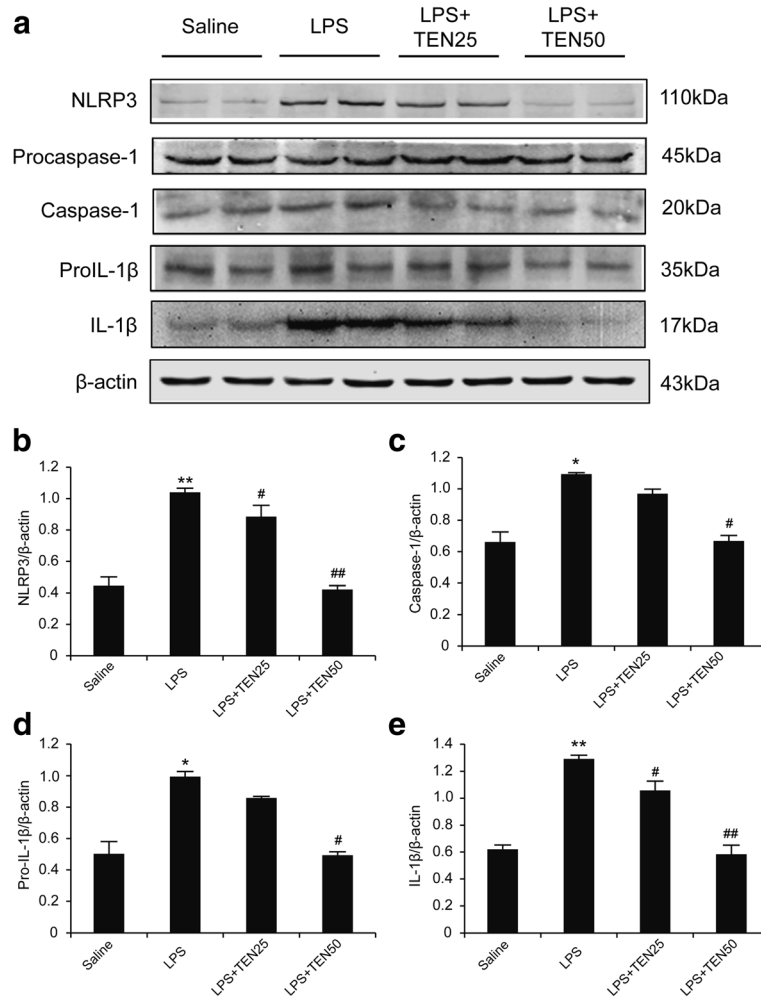 a
Saline LPS LPS+ TEN25 LPS+ TEN50
NLRP3 110kDa
Procaspase-1 45kDa
Caspase-1 20kDa
ProIL-1β 35kDa
IL-1β 17kDa
β-actin 43kDa
b
NLRP3/β-actin
1.2
1.0
0.8
0.6
0.4
0.2
0
**
#
##
Saline LPS LPS+TEN25 LPS+TEN50
c
Caspase-1/β-actin
1.2
1.0
0.8
0.6
0.4
0.2
0
*
#
Saline LPS LPS+TEN25 LPS+TEN50
d
Pro-IL-1β/β-actin
1.2
1.0
0.8
0.6
0.4
0.2
0
*
#
Saline LPS LPS+TEN25 LPS+TEN50
e
IL-1β/β-actin
1.4
1.2
1.0
0.8
0.6
0.4
0.2
0
**
#
##
Saline LPS LPS+TEN25 LPS+TEN50